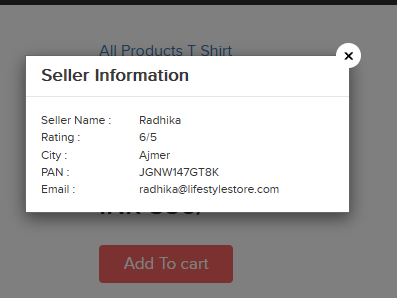 All Products T Shirt
Seller Information
Seller Name : Radhika
Rating : 6/5
City : Ajmer
PAN : JGNW147GT8K
Email : radhika@lifestylestore.com
Add To cart